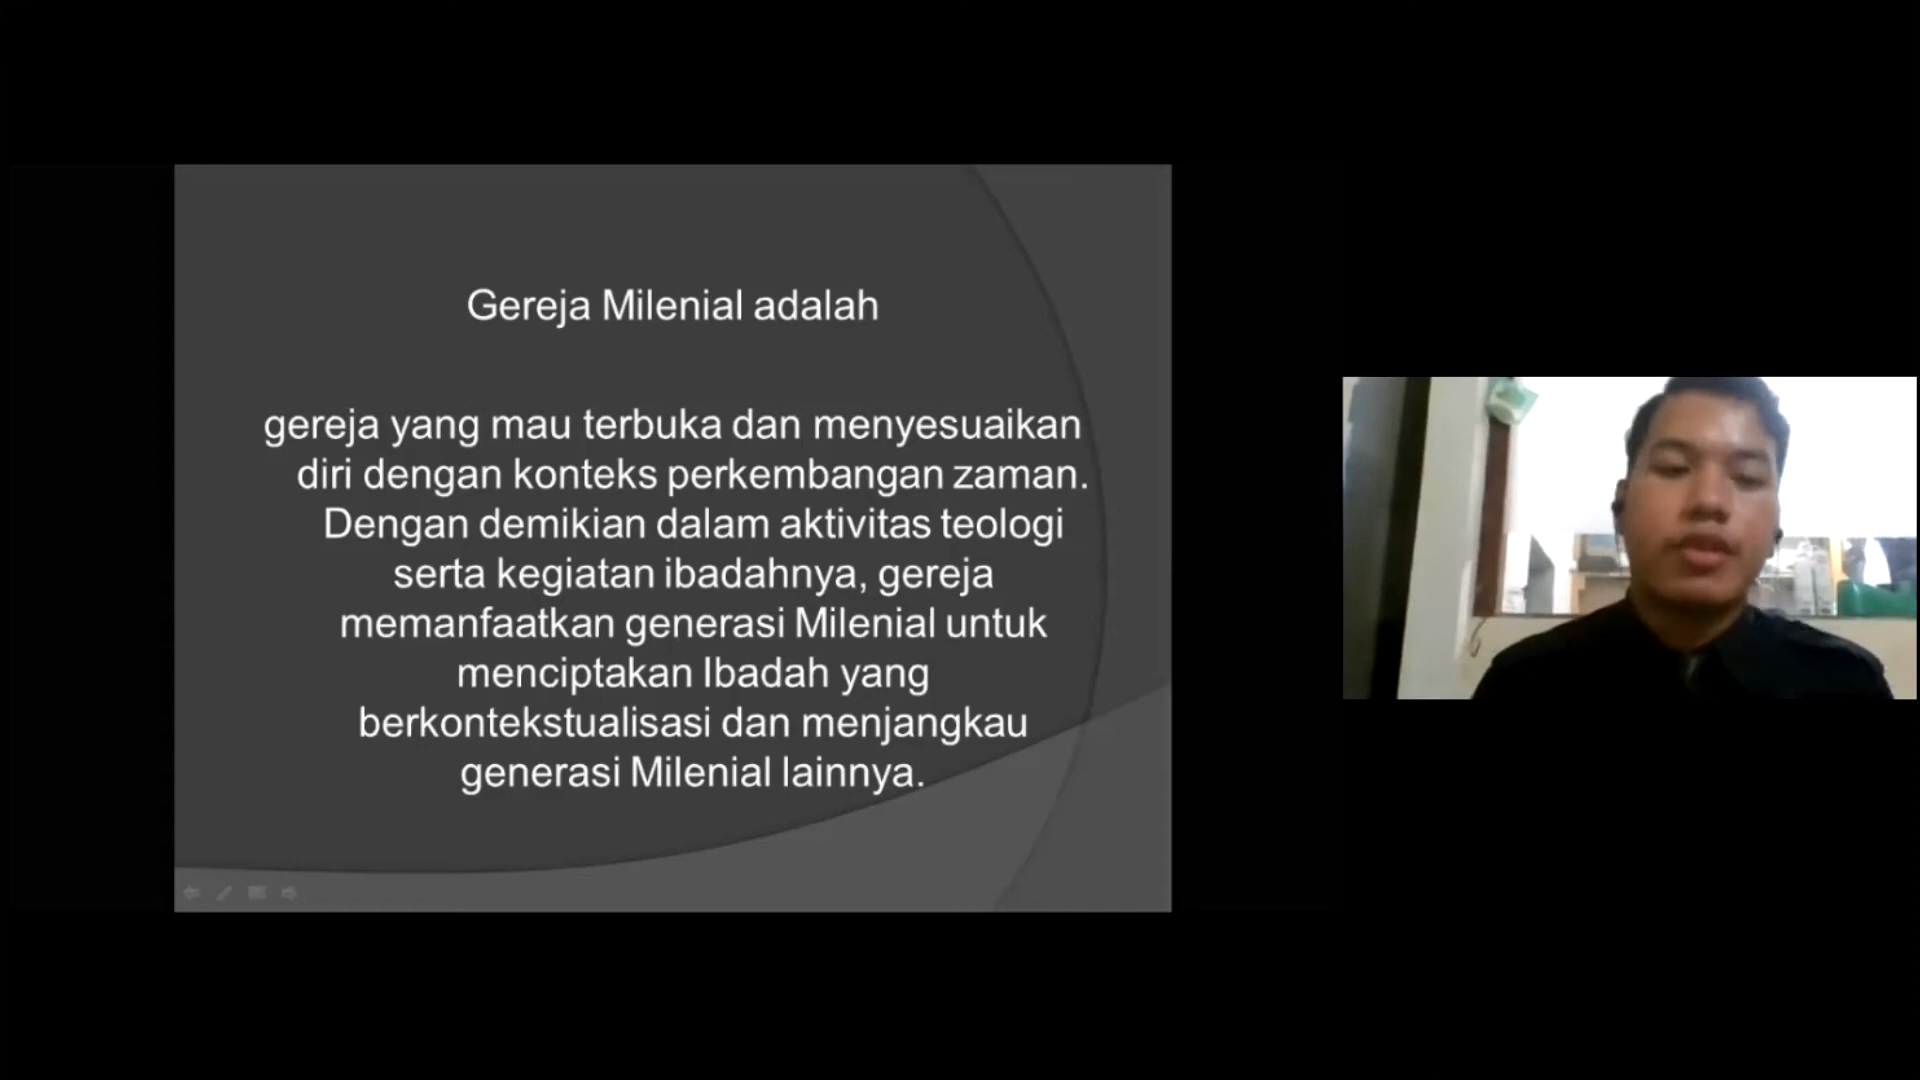 Gereja Milenial adalah
gereja yang mau terbuka dan menyesuaikan
diri dengan konteks perkembangan zaman.
Dengan demikian dalam aktivitas teologi
serta kegiatan ibadahnya, gereja
memanfaatkan generasi Milenial untuk
menciptakan Ibadah yang
berkontekstualisasi dan menjangkau
generasi Milenial lainnya.